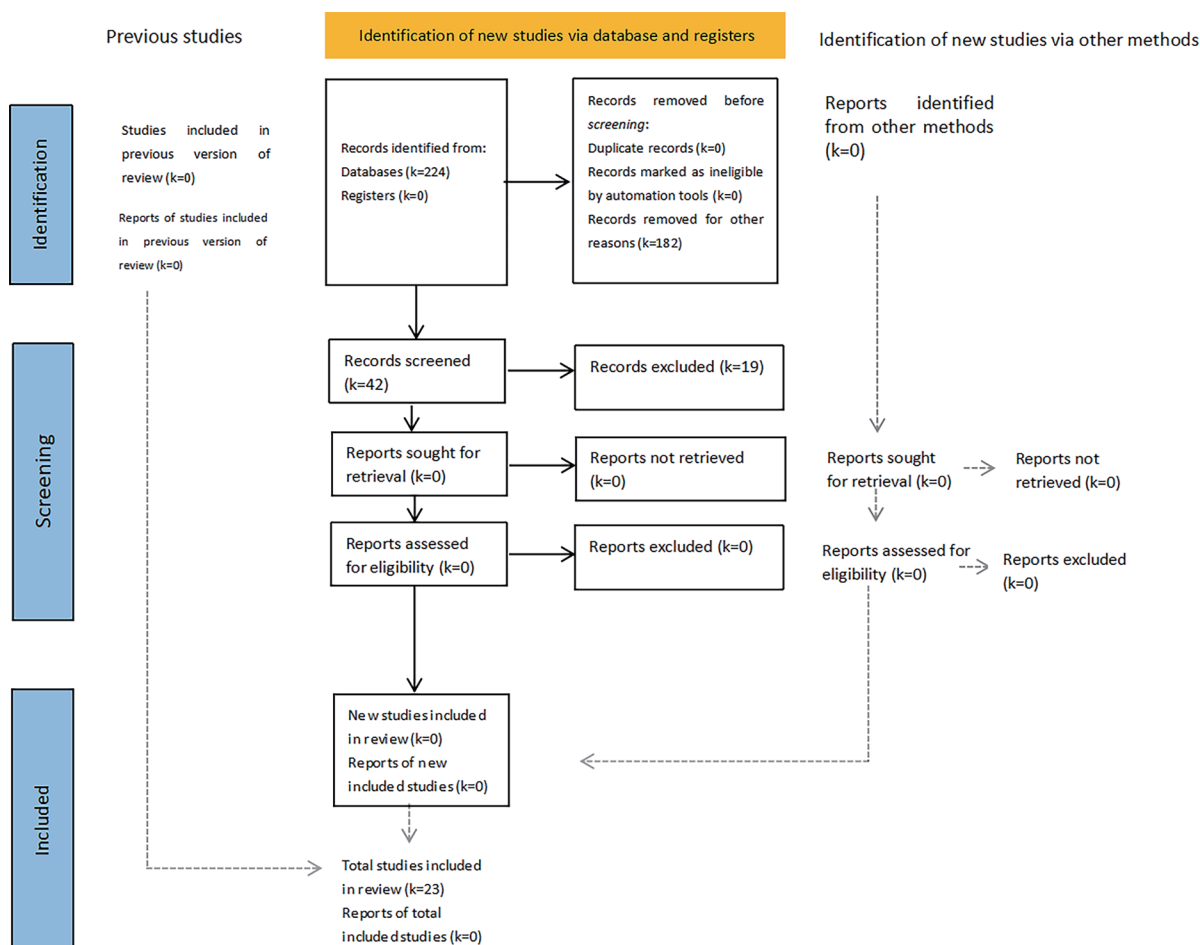 Previous studies
Identification of new studies via database and registers
Identification of new studies via other methods
Identification
Studies included in
previous version of
review (k=0)
Reports of studies included
in previous version of
review (k=0)
Records identified from:
Databases (k=224)
Registers (k=0)
Records removed before
screening:
Duplicate records (k=0)
Records marked as ineligible
by automation tools (k=0)
Records removed for other
reasons (k=182)
Reports identified
from other methods
(k=0)
Screening
Records screened
(k=42)
Records excluded (k=19)
Reports sought for
retrieval (k=0)
Reports not retrieved
(k=0)
Reports sought
for retrieval (k=0)
Reports not
retrieved (k=0)
Reports assessed
for eligibility (k=0)
Reports excluded (k=0)
Reports assessed for
eligibility (k=0)
Reports excluded
(k=0)
Included
New studies included
in review (k=0)
Reports of new
included studies (k=0)
Total studies included
in review (k=23)
Reports of total
included studies (k=0)